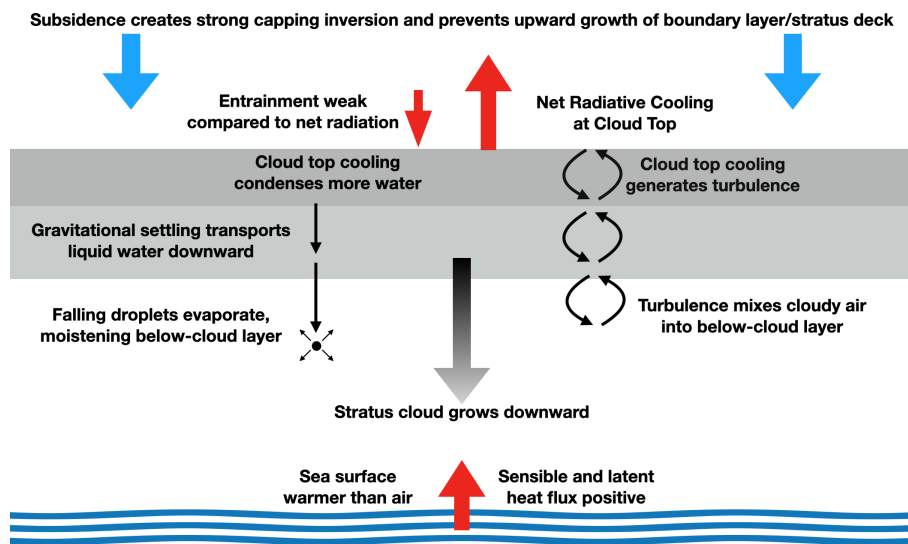 Subsidence creates strong capping inversion and prevents upward growth of boundary layer/stratus deck
Entrainment weak
compared to net radiation
Net Radiative Cooling
at Cloud Top
Cloud top cooling
condenses more water
Cloud top cooling
generates turbulence
Gravitational settling transports
liquid water downward
Falling droplets evaporate,
moistening below-cloud layer
Turbulence mixes cloudy air
into below-cloud layer
Stratus cloud grows downward
Sea surface
warmer than air
Sensible and latent
heat flux positive